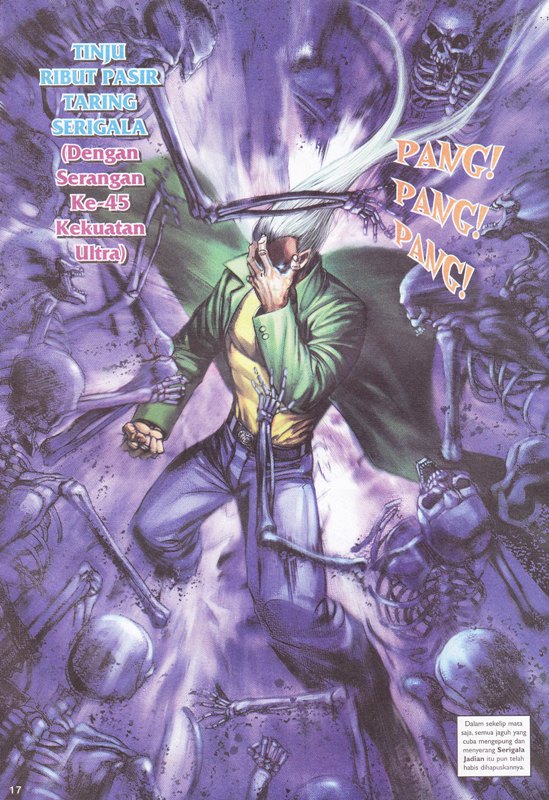 TINJU
RIBUT PASIR
TARING
SERIGALA
(Dengan
Serangan
Ke-45
Kekuatan
Ultra)
PANG!
PANG!
PANG!
Dalam sekelip mata
saja, semua jaguh yang
cuba mengepung dan
menyerang Serigala
Jadian itu pun telah
habis dihapuskannya.
17